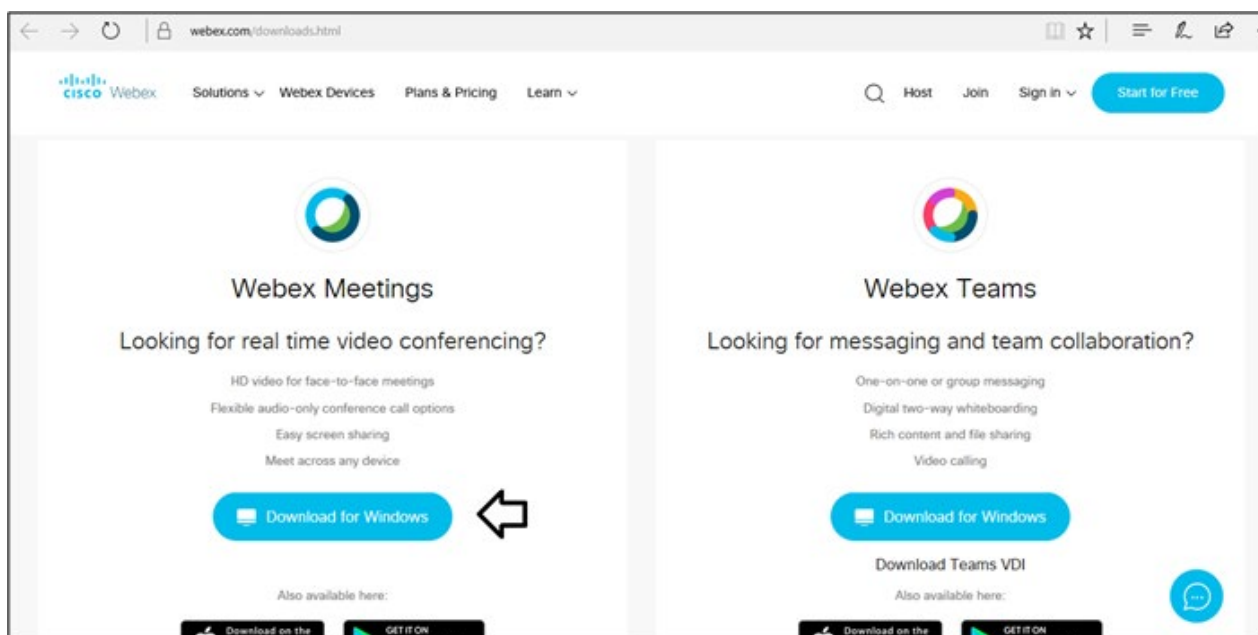 webex.com/downloads.html
CISCO Webex Solutions Webex Devices Plans & Pricing Learn Host Join Sign in Start for Free
Webex Meetings
Looking for real time video conferencing?
HD video for face-to-face meetings
Flexible audio-only conference call options
Easy screen sharing
Meet across any device
Download for Windows
Also available here:
Download on the
GET IT ON
Webex Teams
Looking for messaging and team collaboration?
One-on-one or group messaging
Digital two-way whiteboarding
Rich content and file sharing
Video calling
Download for Windows
Download Teams VDI
Also available here:
Download on the
GET IT ON